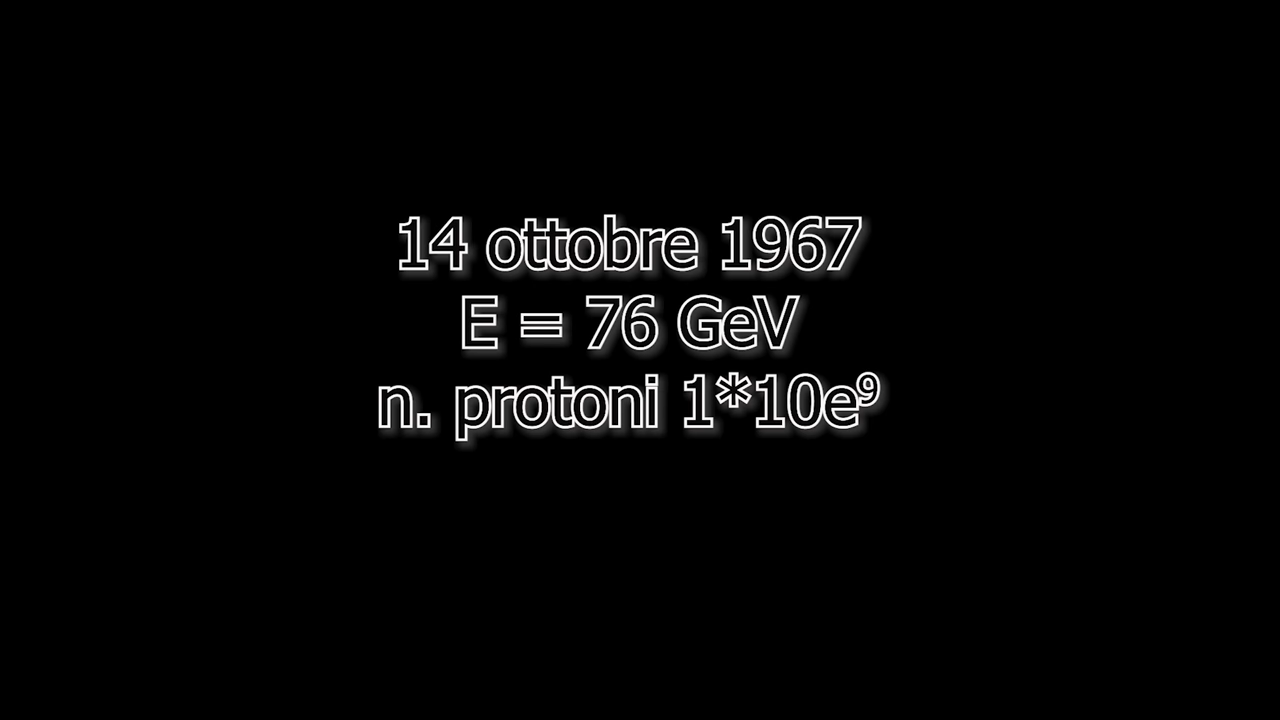 14 ottobre 1967
E = 76 GeV
n. protoni 1*10e⁹